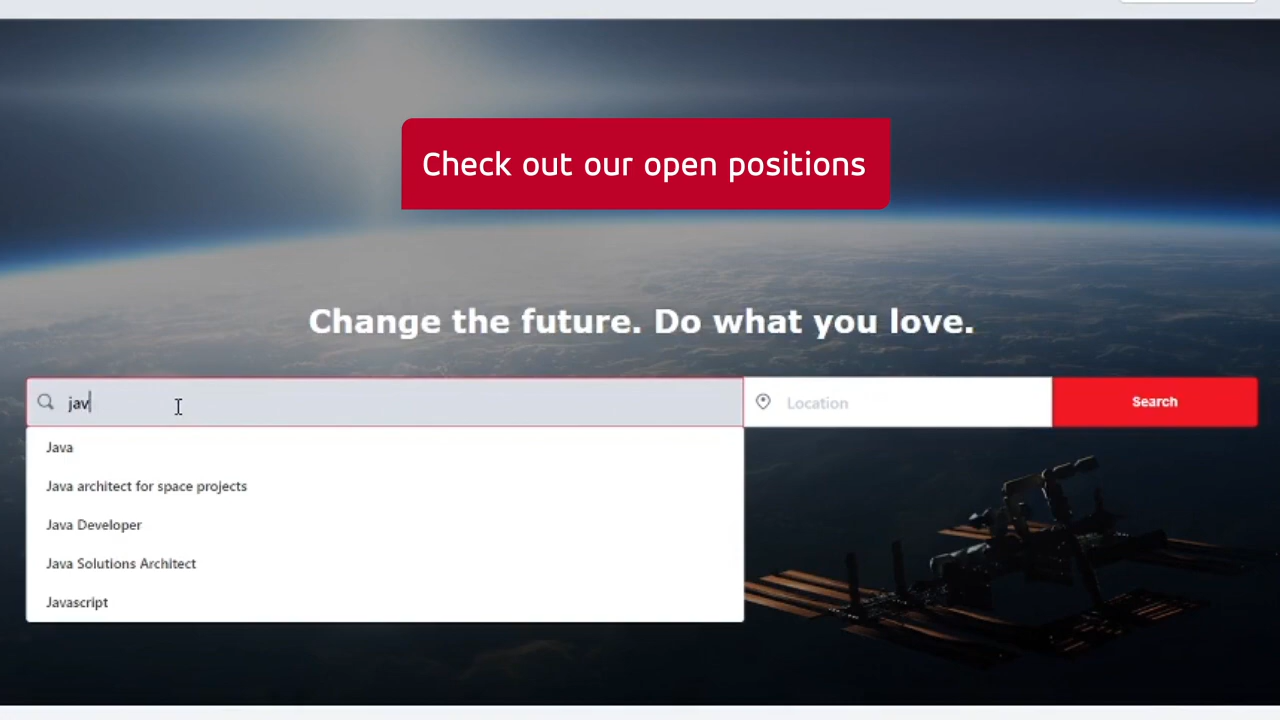 Check out our open positions
Change the future. Do what you love.
jav
Location
Search
Java
Java architect for space projects
Java Developer
Java Solutions Architect
Javascript